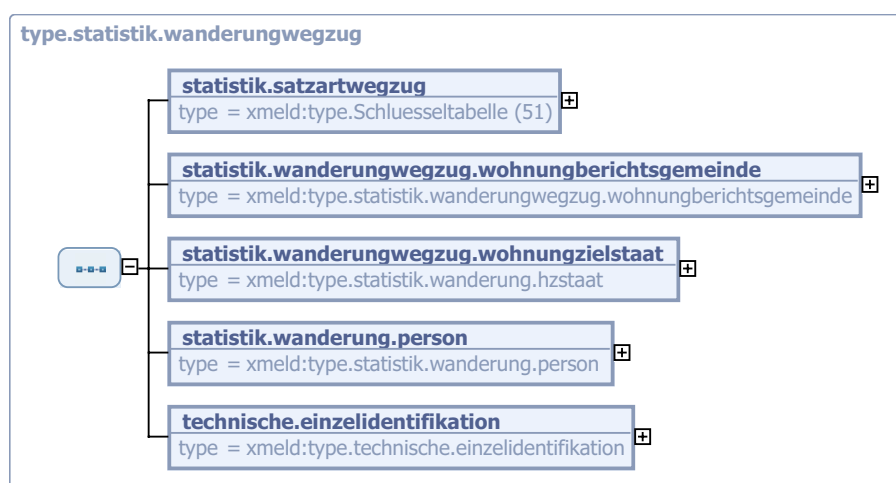 type.statistik.wanderungwegzug
statistik.satzartwegzug
type = xmeld:type.Schluesseltabelle (51)
statistik.wanderungwegzug.wohnungberichtsgemeinde
type = xmeld:type.statistik.wanderungwegzug.wohnungberichtsgemeinde
statistik.wanderungwegzug.wohnungzielstaat
type = xmeld:type.statistik.wanderung.hzstaat
statistik.wanderung.person
type = xmeld:type.statistik.wanderung.person
technische.einzelidentifikation
type = xmeld:type.technische.einzelidentifikation